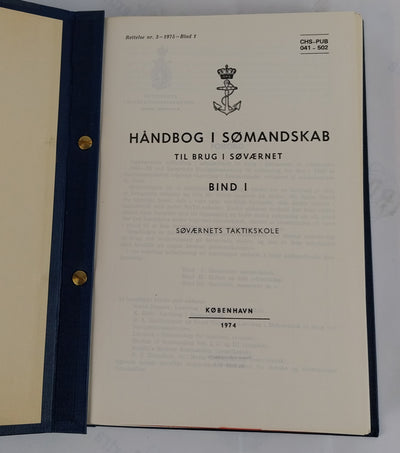 Rettelse nr. 3-1975-Bind 1
CHS-PUB
041 - 502
HÅNDBOG I SØMANDSKAB
TIL BRUG I SØVÆRNET
BIND I
SØVÆRNETS TAKTIKSKOLE
KØBENHAVN
1974